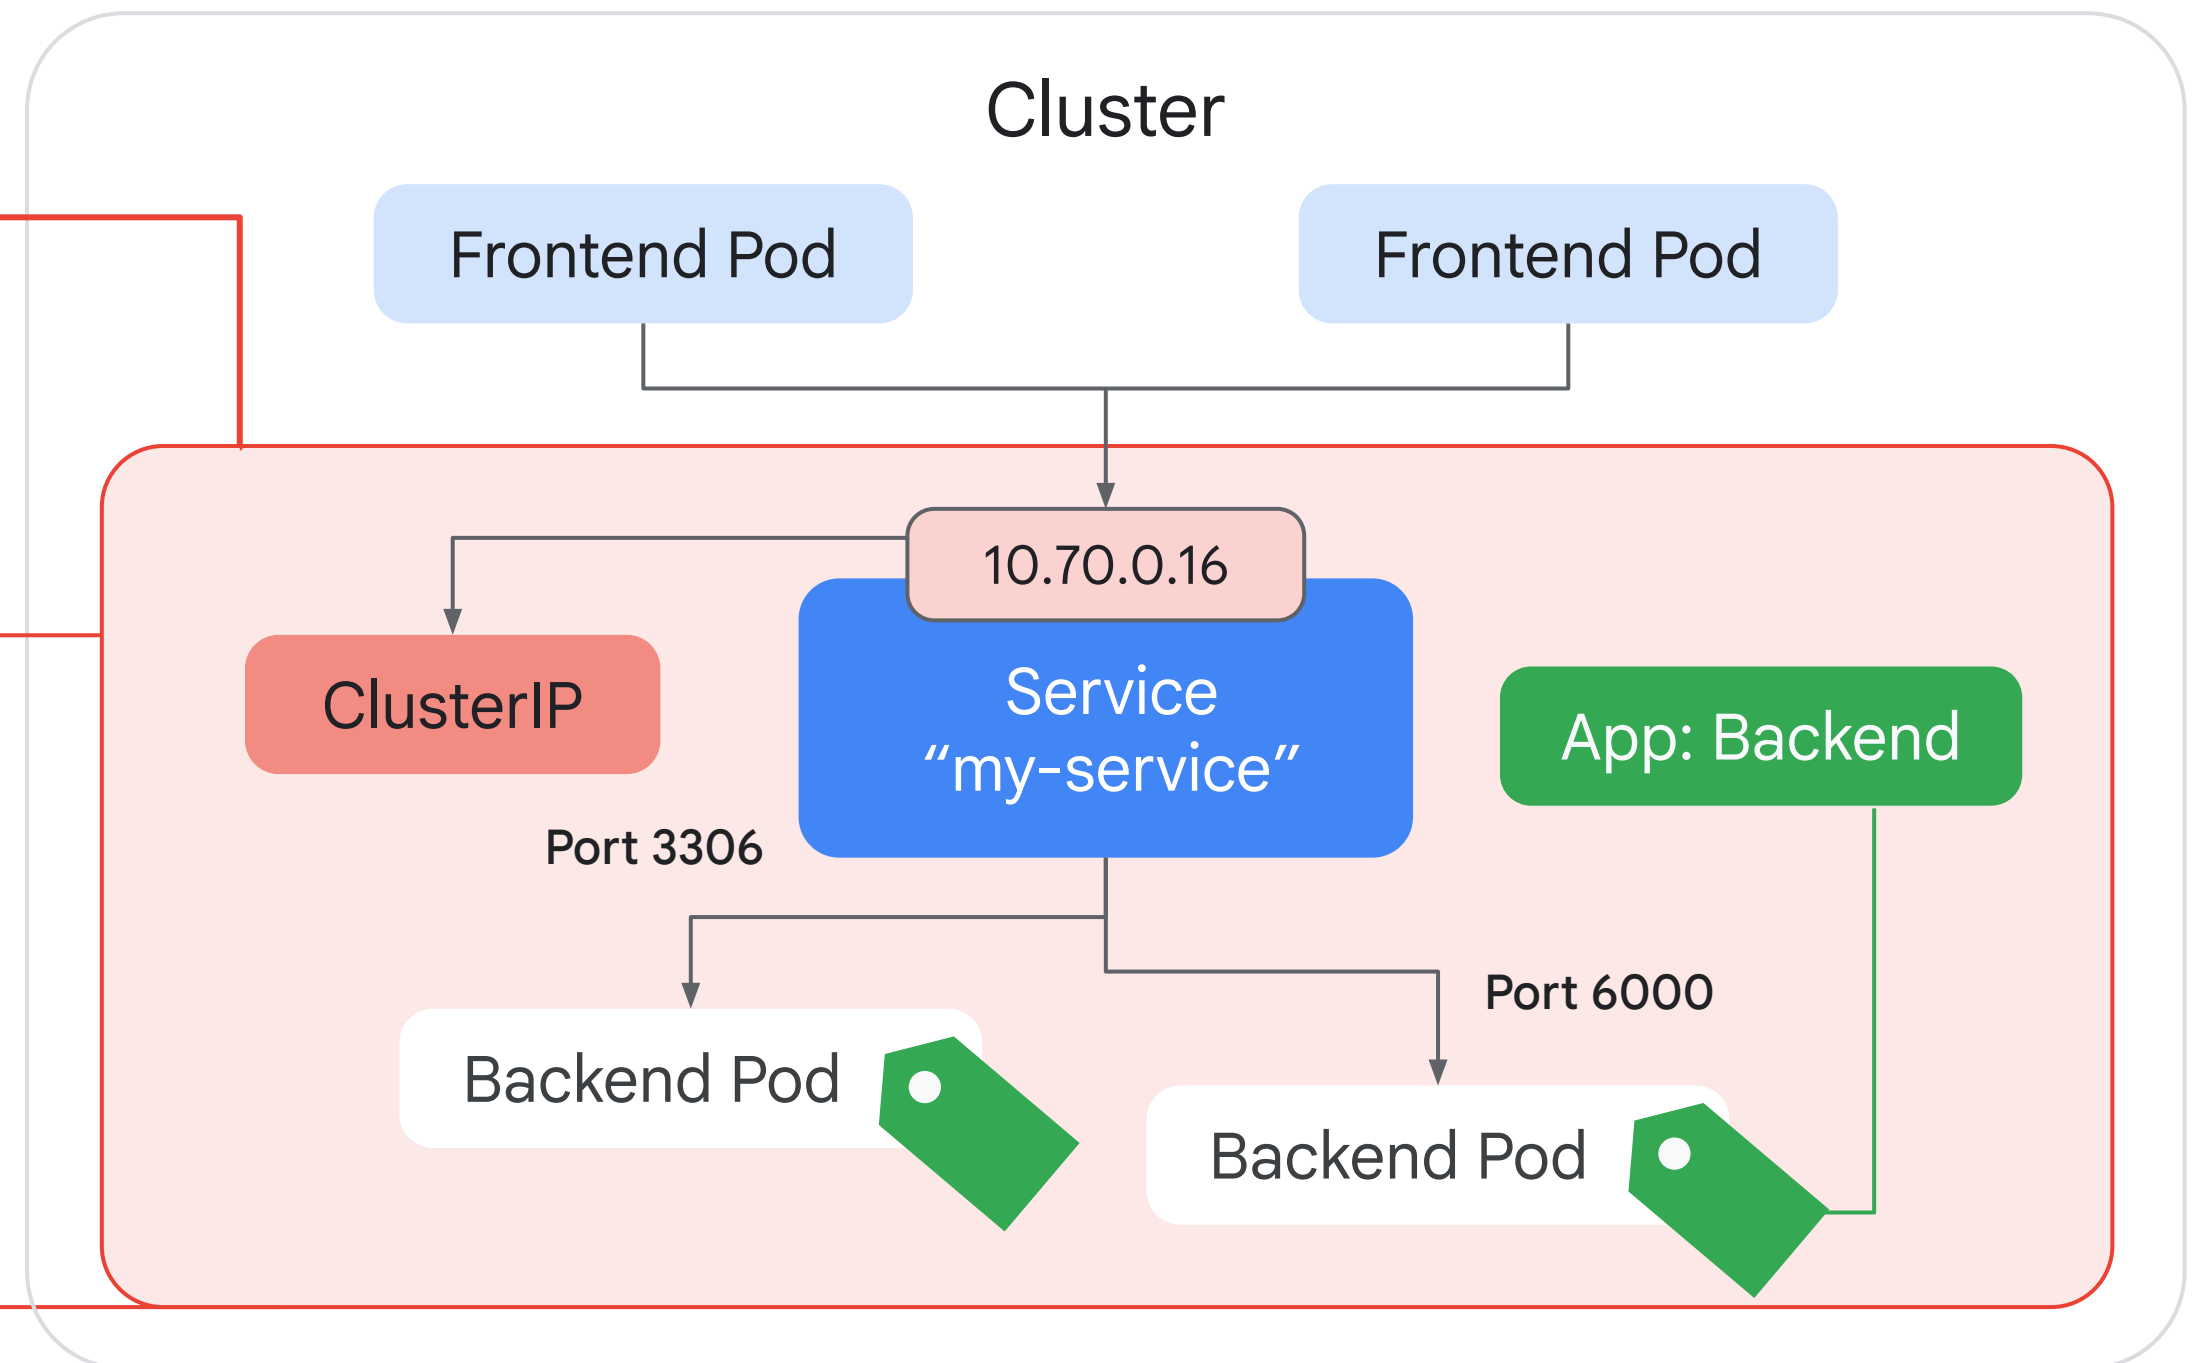 Cluster
Frontend Pod
Frontend Pod
10.70.0.16
ClusterIP
Service
“my-service”
App: Backend
Port 3306
Port 6000
Backend Pod
Backend Pod